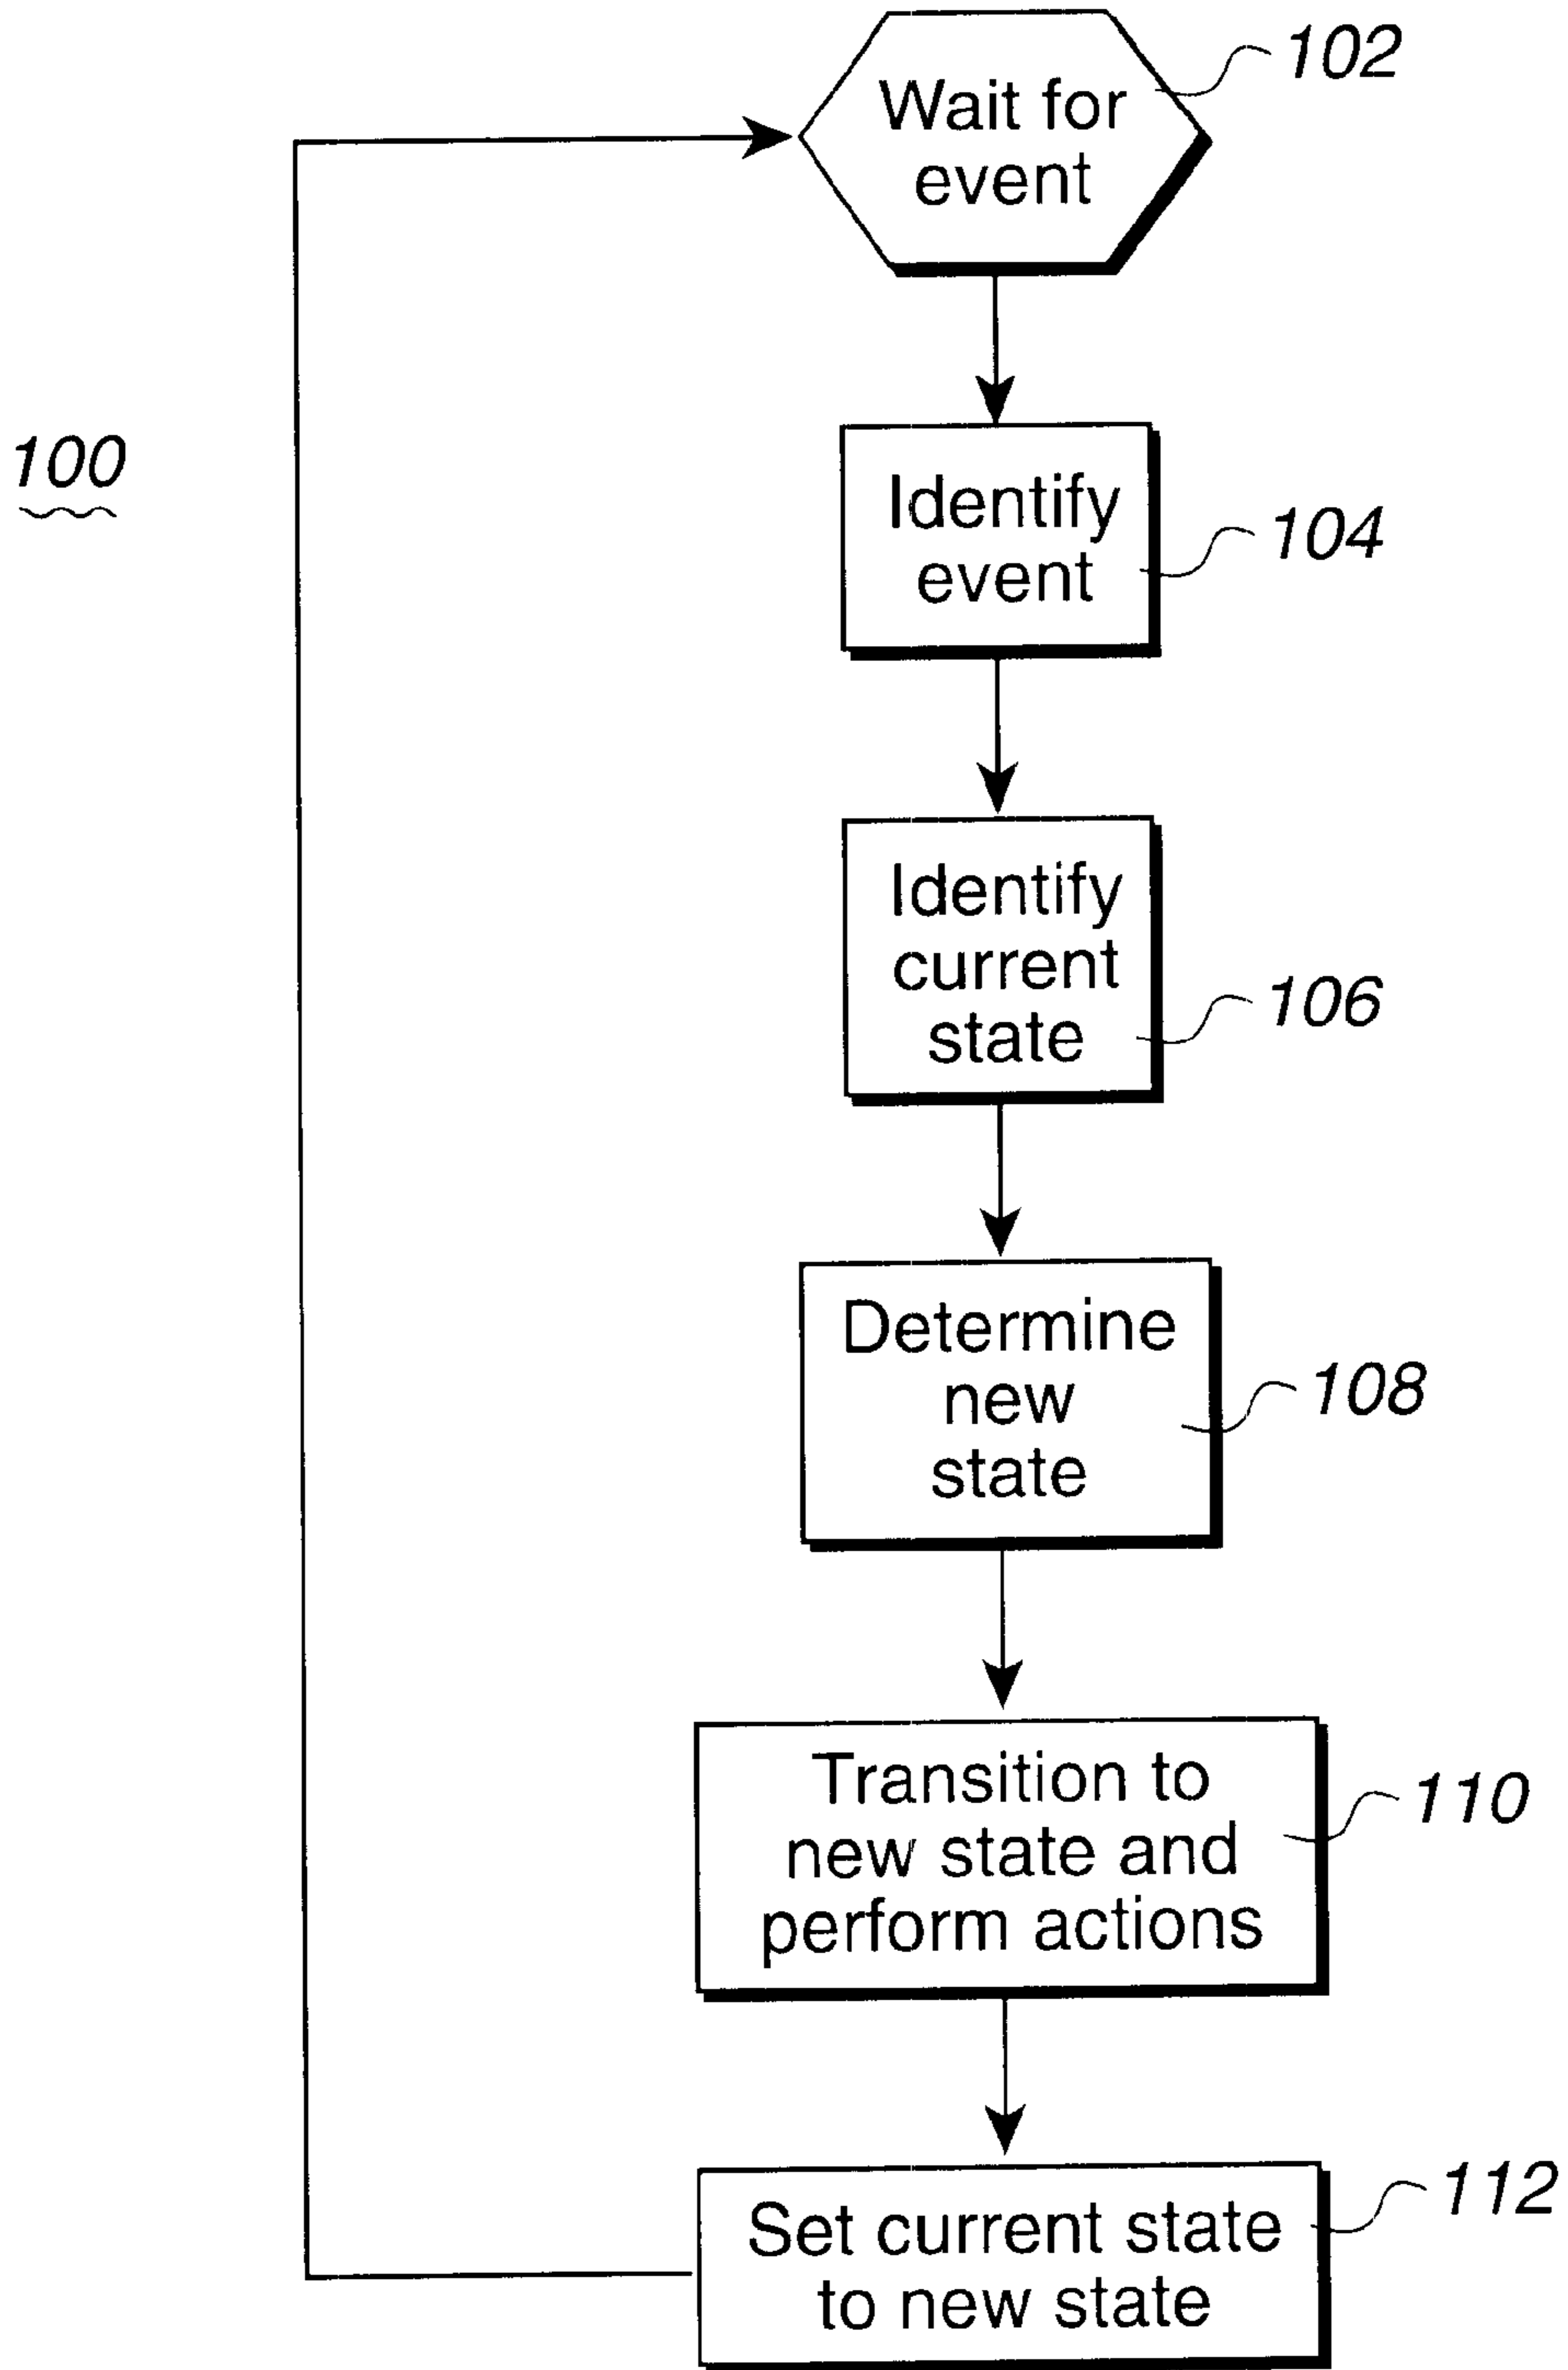 102
Wait for
event
100
Identify
event
104
Identify
current
state
106
Determine
new
state
108
Transition to
new state and
perform actions
110
Set current state
to new state
112